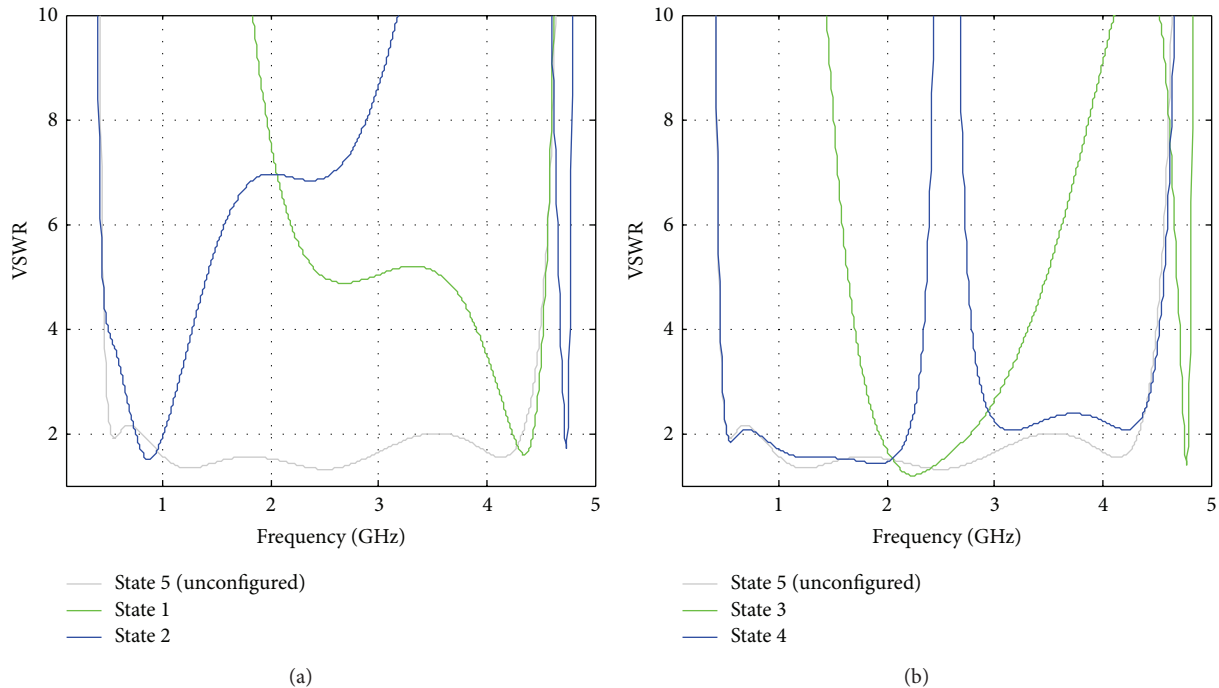 10
8
6
4
2
VSWR
1
2
3
4
5
Frequency (GHz)
State 5 (unconfigured)
State 1
State 2
(a)
10
8
6
4
2
VSWR
1
2
3
4
5
Frequency (GHz)
State 5 (unconfigured)
State 3
State 4
(b)